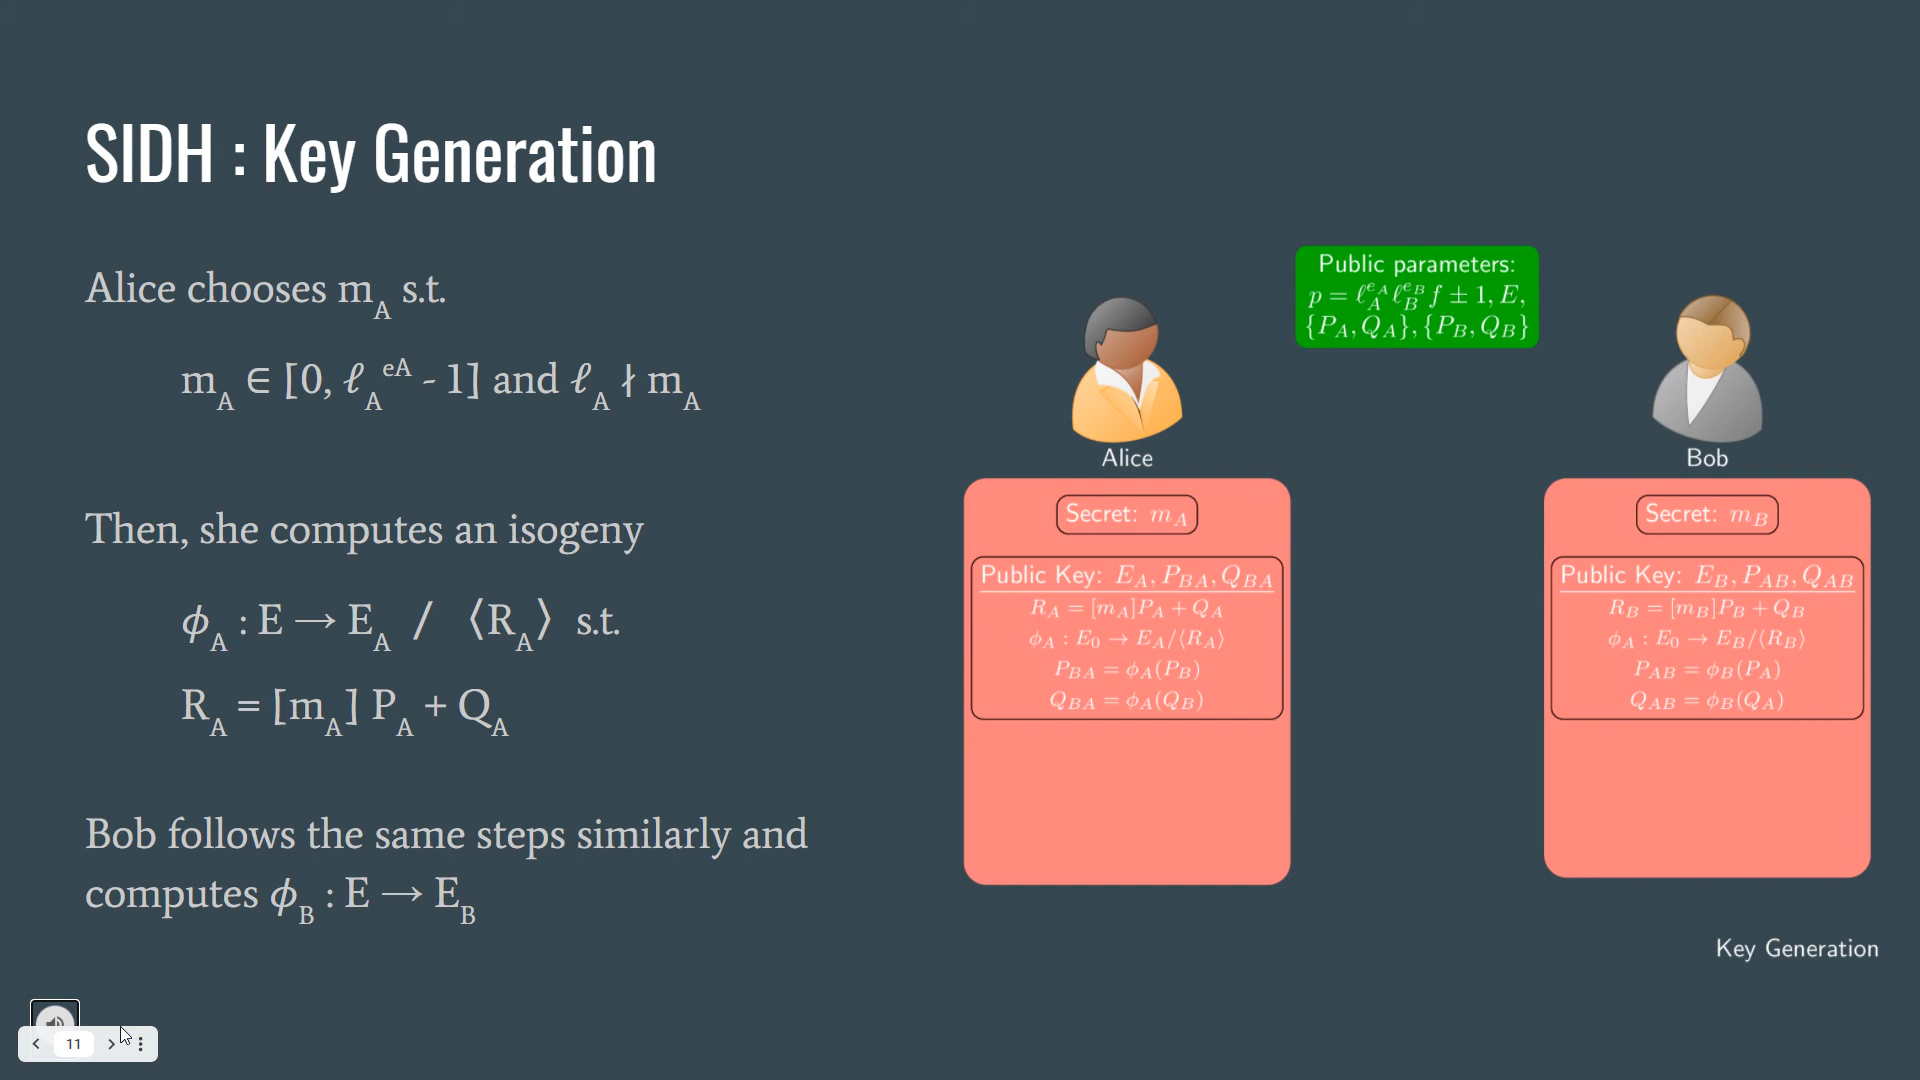 SIDH : Key Generation
Alice chooses m_A s.t.
m_A ∈ [0, ℓ_A^eA - 1] and ℓ_A ∤ m_A
Then, she computes an isogeny
ϕ_A : E → E_A / ⟨R_A⟩ s.t.
R_A = [m_A] P_A + Q_A
Bob follows the same steps similarly and
computes ϕ_B : E → E_B
Public parameters:
p = ℓ_A^{e_A} ℓ_B^{e_B} f ± 1, E,
{P_A, Q_A}, {P_B, Q_B}
Alice
Secret: m_A
Public Key: E_A, P_BA, Q_BA
R_A = [m_A]P_A + Q_A
ϕ_A : E_0 → E_A/⟨R_A⟩
P_BA = ϕ_A(P_B)
Q_BA = ϕ_A(Q_B)
Bob
Secret: m_B
Public Key: E_B, P_AB, Q_AB
R_B = [m_B]P_B + Q_B
ϕ_A : E_0 → E_B/⟨R_B⟩
P_AB = ϕ_B(P_A)
Q_AB = ϕ_B(Q_A)
Key Generation
11